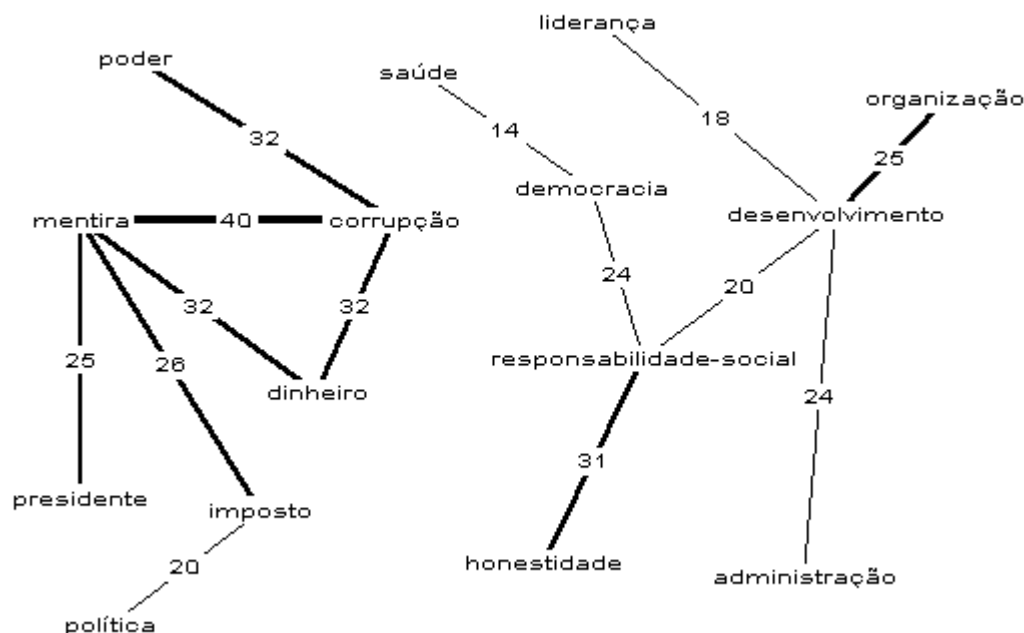 liderança
poder
saúde
organização
18
32
14
25
democracia
desenvolvimento
mentira
40
corrupção
24
20
32
32
25
26
responsabilidade-social
dinheiro
24
31
presidente
imposto
honestidade
20
administração
política